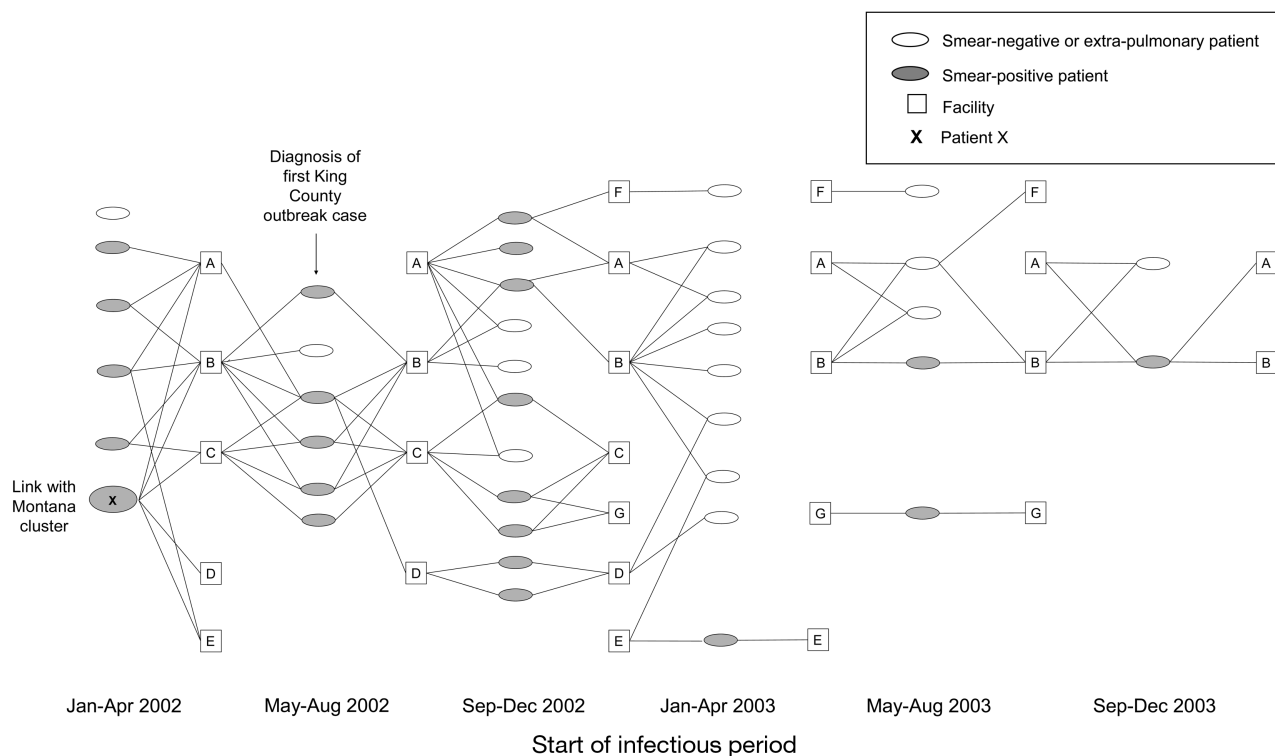 Smear-negative or extra-pulmonary patient
Smear-positive patient
Facility
X Patient X
Diagnosis of
first King
County
outbreak case
F F F
A A A A A A
B B B B B B
C C C
Link with
Montana
cluster
X
G G G
D D D
E E E
Jan-Apr 2002 May-Aug 2002 Sep-Dec 2002 Jan-Apr 2003 May-Aug 2003 Sep-Dec 2003
Start of infectious period